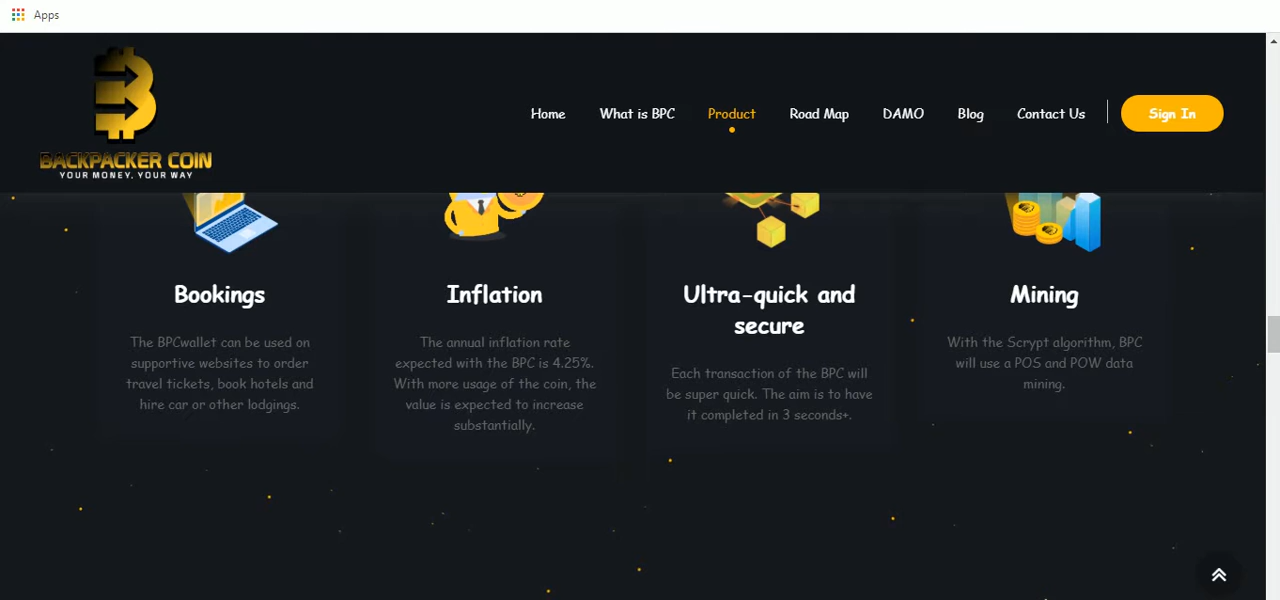 Apps
BACKPACKER COIN
YOUR MONEY, YOUR WAY
Home What is BPC Product Road Map DAMO Blog Contact Us Sign In
Bookings
The BPCwallet can be used on
supportive websites to order
travel tickets, book hotels and
hire car or other lodgings.
Inflation
The annual inflation rate
expected with the BPC is 4.25%.
With more usage of the coin, the
value is expected to increase
substantially.
Ultra-quick and
secure
Each transaction of the BPC will
be super quick. The aim is to have
it completed in 3 seconds+.
Mining
With the Scrypt algorithm, BPC
will use a POS and POW data
mining.